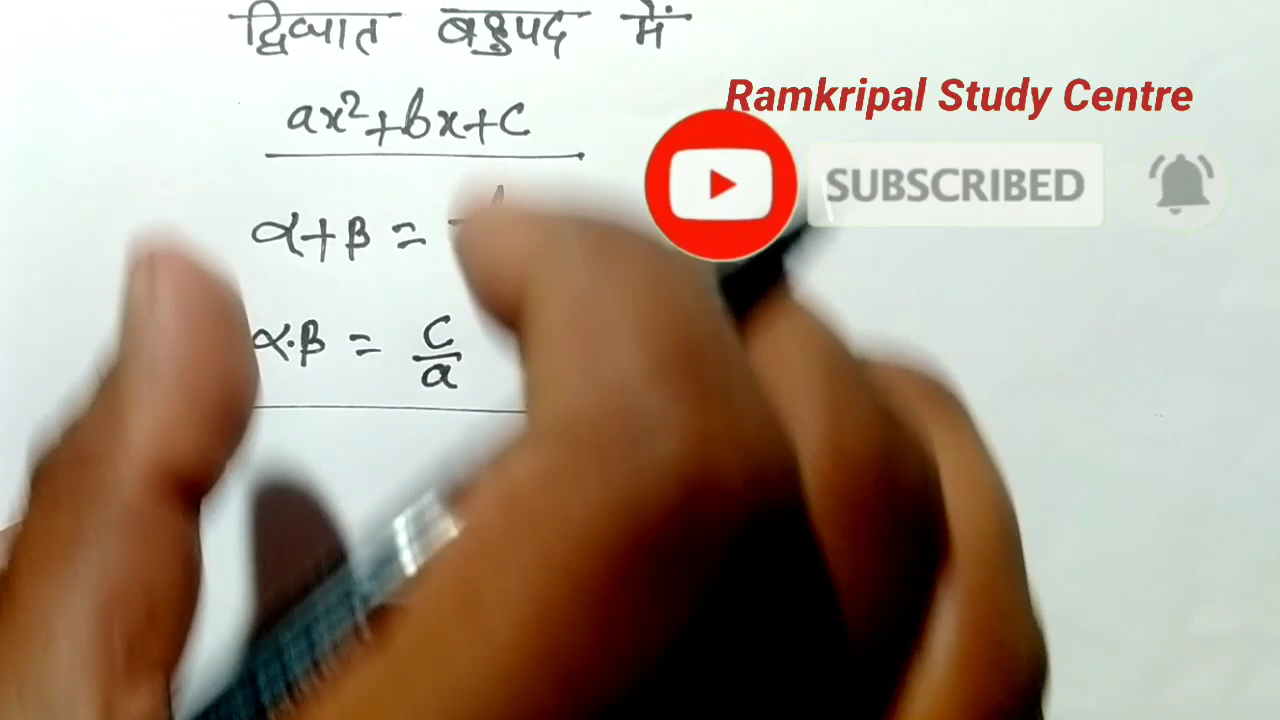 द्विघात बहुपद में
ax²+bx+c
Ramkripal Study Centre
SUBSCRIBED
α+β =
α.β = c/a